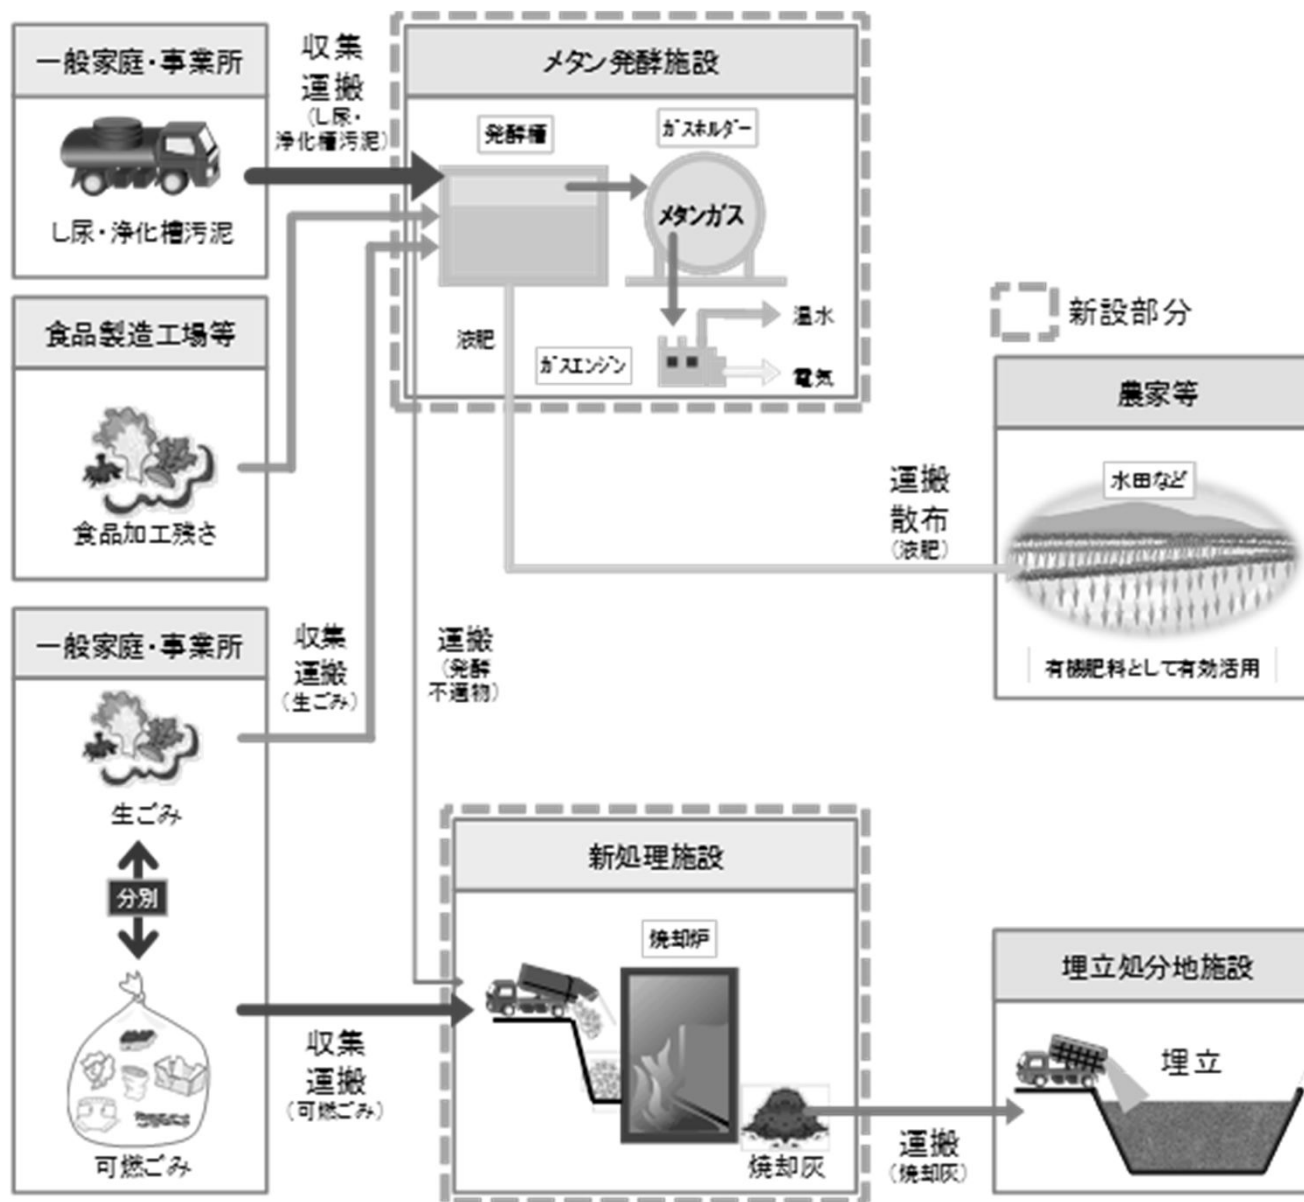 一般家庭・事業所
し尿・浄化槽汚泥
収集
運搬
(し尿・
浄化槽汚泥)
メタン発酵施設
発酵槽
ガスホルダー
メタンガス
液肥
ガスエンジン
温水
電気
新設部分
食品製造工場等
食品加工残さ
農家等
水田など
有機肥料として有効活用
運搬
散布
(液肥)
一般家庭・事業所
生ごみ
分別
可燃ごみ
収集
運搬
(生ごみ)
運搬
(発酵
不適物)
収集
運搬
(可燃ごみ)
新処理施設
焼却炉
焼却灰
運搬
(焼却灰)
埋立処分地施設
埋立